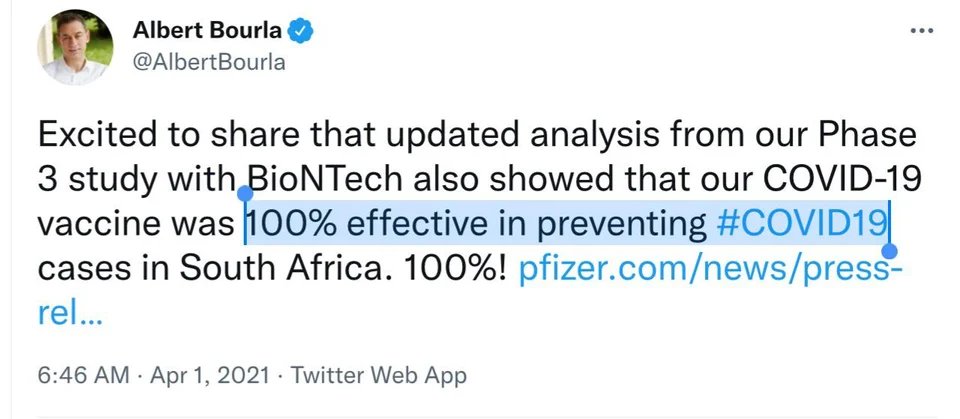 Albert Bourla
@AlbertBourla
Excited to share that updated analysis from our Phase
3 study with BioNTech also showed that our COVID-19
vaccine was 100% effective in preventing #COVID19
cases in South Africa. 100%! pfizer.com/news/press-
rel...
6:46 AM · Apr 1, 2021 · Twitter Web App